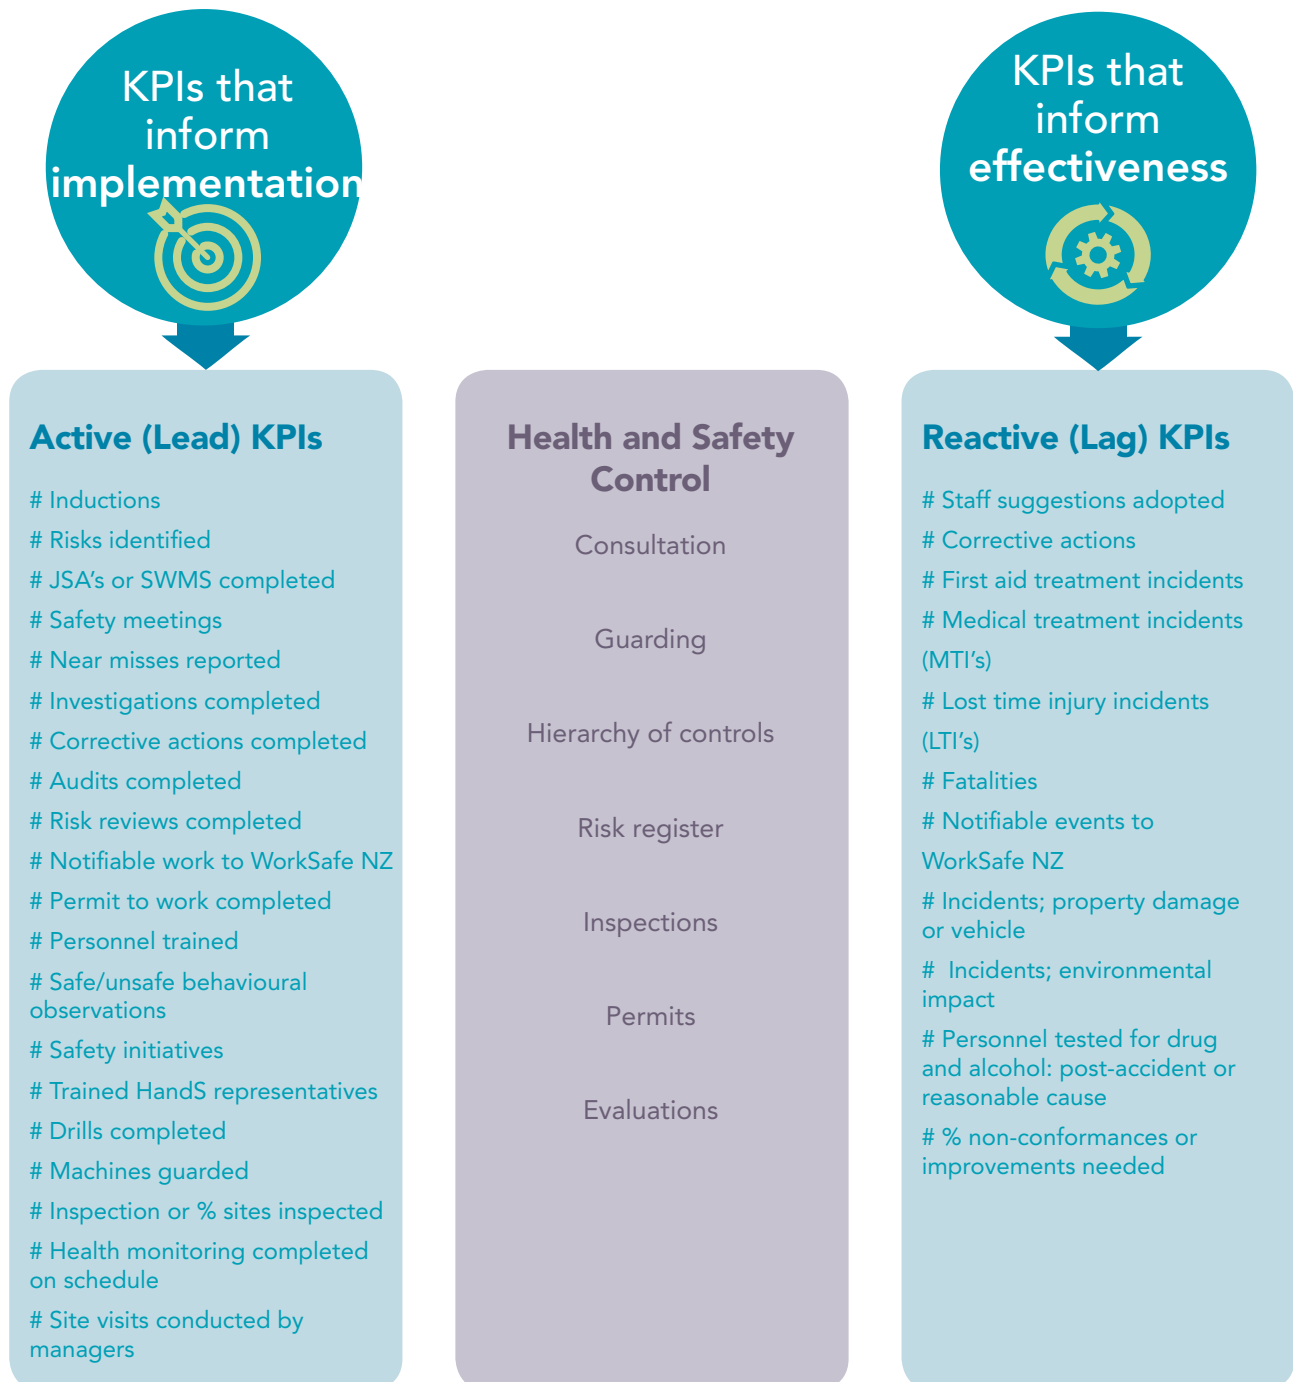 KPIs that
inform
implementation
KPIs that
inform
effectiveness
Active (Lead) KPIs
# Inductions
# Risks identified
# JSA's or SWMS completed
# Safety meetings
# Near misses reported
# Investigations completed
# Corrective actions completed
# Audits completed
# Risk reviews completed
# Notifiable work to WorkSafe NZ
# Permit to work completed
# Personnel trained
# Safe/unsafe behavioural
observations
# Safety initiatives
# Trained HandS representatives
# Drills completed
# Machines guarded
# Inspection or % sites inspected
# Health monitoring completed
on schedule
# Site visits conducted by
managers
Health and Safety
Control
Consultation
Guarding
Hierarchy of controls
Risk register
Inspections
Permits
Evaluations
Reactive (Lag) KPIs
# Staff suggestions adopted
# Corrective actions
# First aid treatment incidents
# Medical treatment incidents
(MTI's)
# Lost time injury incidents
(LTI's)
# Fatalities
# Notifiable events to
WorkSafe NZ
# Incidents; property damage
or vehicle
# Incidents; environmental
impact
# Personnel tested for drug
and alcohol: post-accident or
reasonable cause
# % non-conformances or
improvements needed